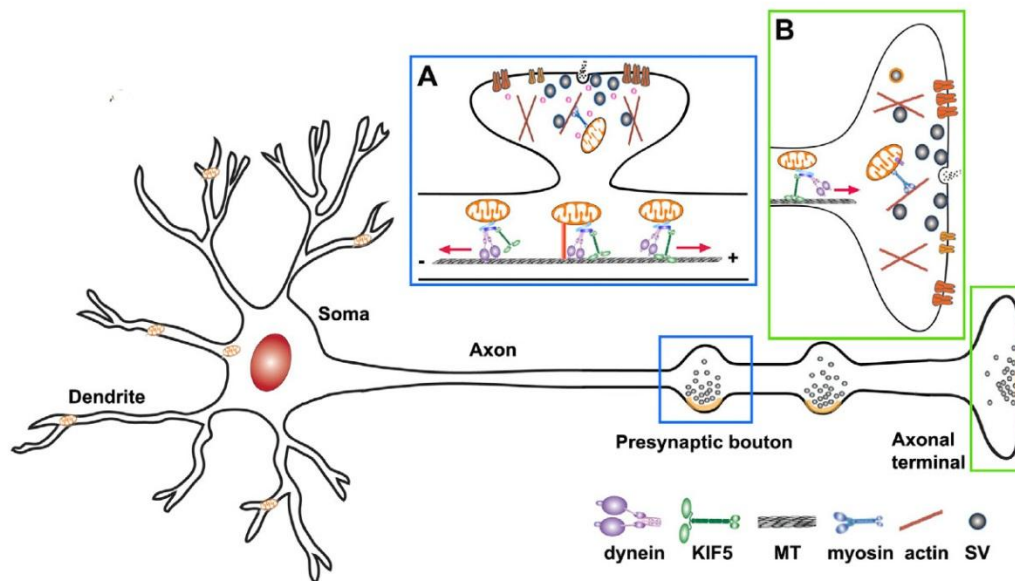 A
B
-
+
Soma
Axon
Dendrite
Presynaptic bouton
Axonal
terminal
dynein KIF5 MT myosin actin SV